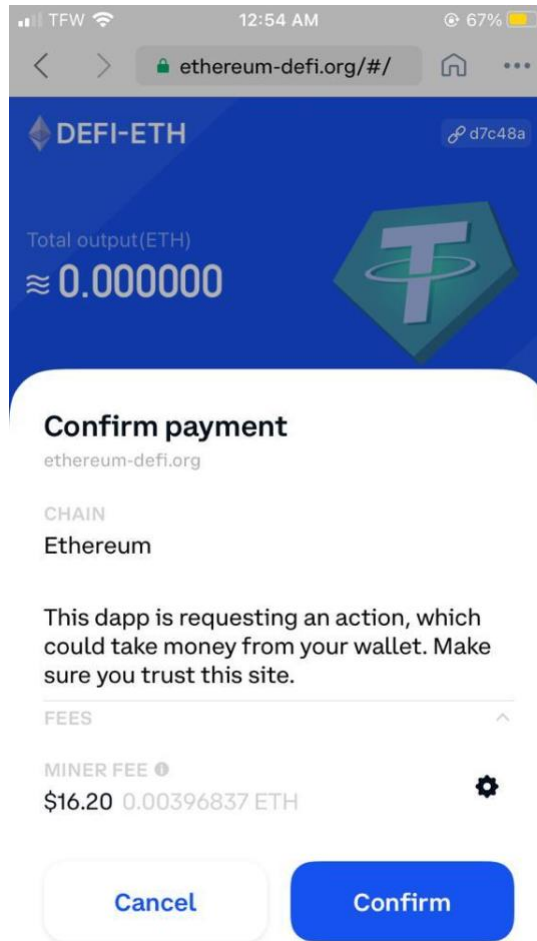 TFW 12:54 AM 67%
ethereum-defi.org/#/
DEFI-ETH d7c48a
Total output(ETH)
≈ 0.000000
Confirm payment
ethereum-defi.org
CHAIN
Ethereum
This dapp is requesting an action, which
could take money from your wallet. Make
sure you trust this site.
FEES
MINER FEE
$16.20 0.00396837 ETH
Cancel Confirm